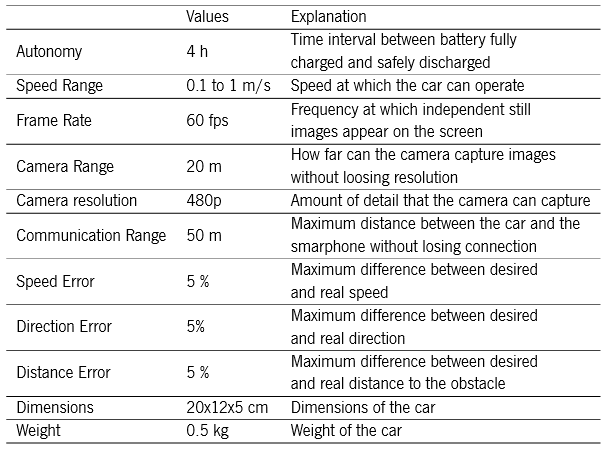 Values Explanation
Autonomy 4 h Time interval between battery fully
charged and safely discharged
Speed Range 0.1 to 1 m/s Speed at which the car can operate
Frame Rate 60 fps Frequency at which independent still
images appear on the screen
Camera Range 20 m How far can the camera capture images
without loosing resolution
Camera resolution 480p Amount of detail that the camera can capture
Communication Range 50 m Maximum distance between the car and the
smarphone without losing connection
Speed Error 5 % Maximum difference between desired
and real speed
Direction Error 5% Maximum difference between desired
and real direction
Distance Error 5 % Maximum difference between desired
and real distance to the obstacle
Dimensions 20x12x5 cm Dimensions of the car
Weight 0.5 kg Weight of the car